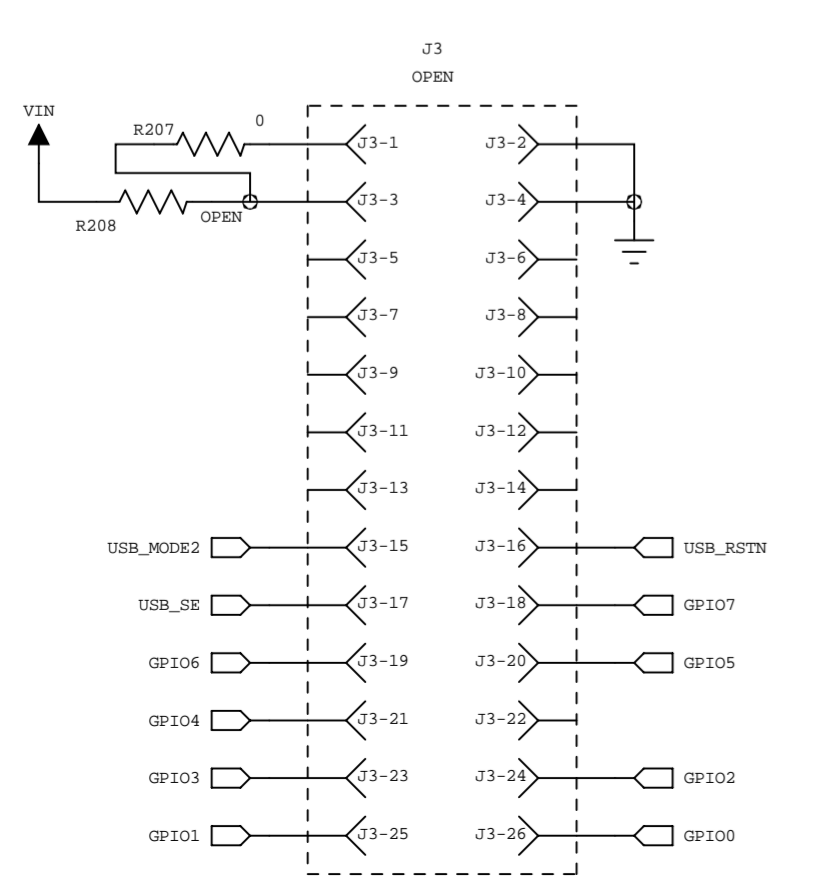 J3
OPEN
VIN
R207 0
J3-1 J3-2
J3-3 J3-4
R208 OPEN
J3-5 J3-6
J3-7 J3-8
J3-9 J3-10
J3-11 J3-12
J3-13 J3-14
USB_MODE2 J3-15 J3-16 USB_RSTN
USB_SE J3-17 J3-18 GPIO7
GPIO6 J3-19 J3-20 GPIO5
GPIO4 J3-21 J3-22
GPIO3 J3-23 J3-24 GPIO2
GPIO1 J3-25 J3-26 GPIO0